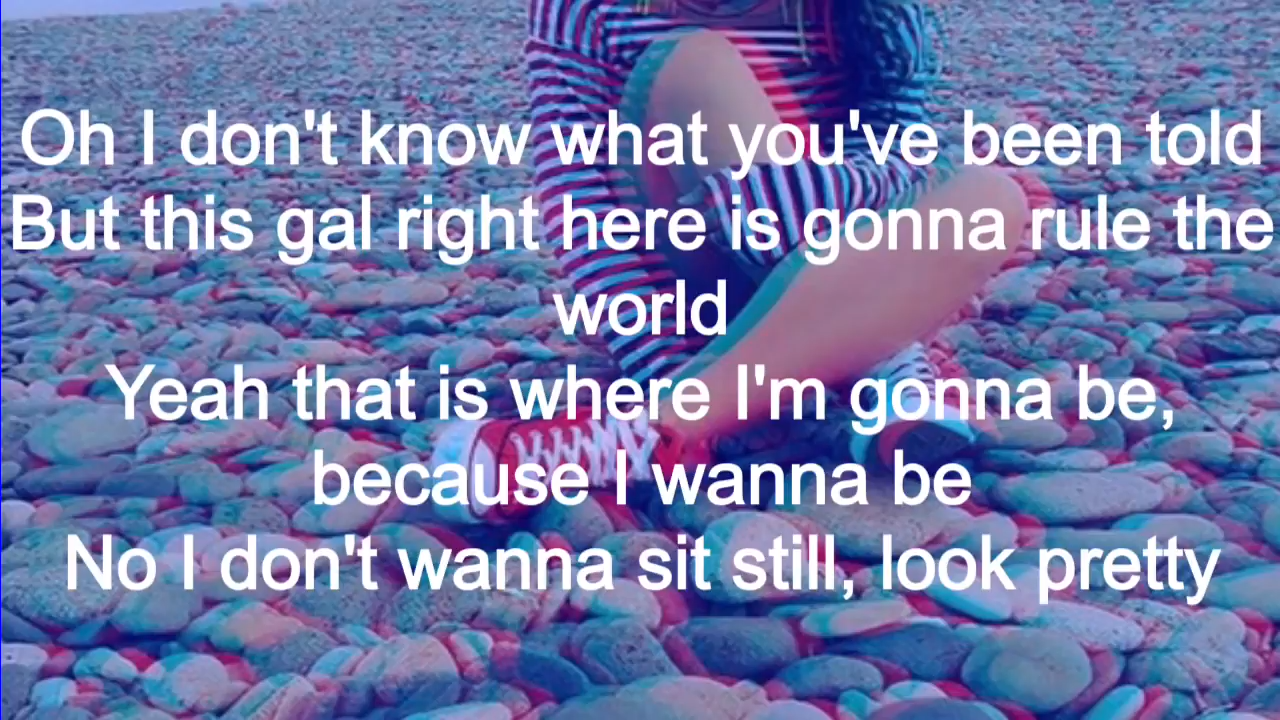 Oh I don't know what you've been told
But this gal right here is gonna rule the
world
Yeah that is where I'm gonna be,
because I wanna be
No I don't wanna sit still, look pretty